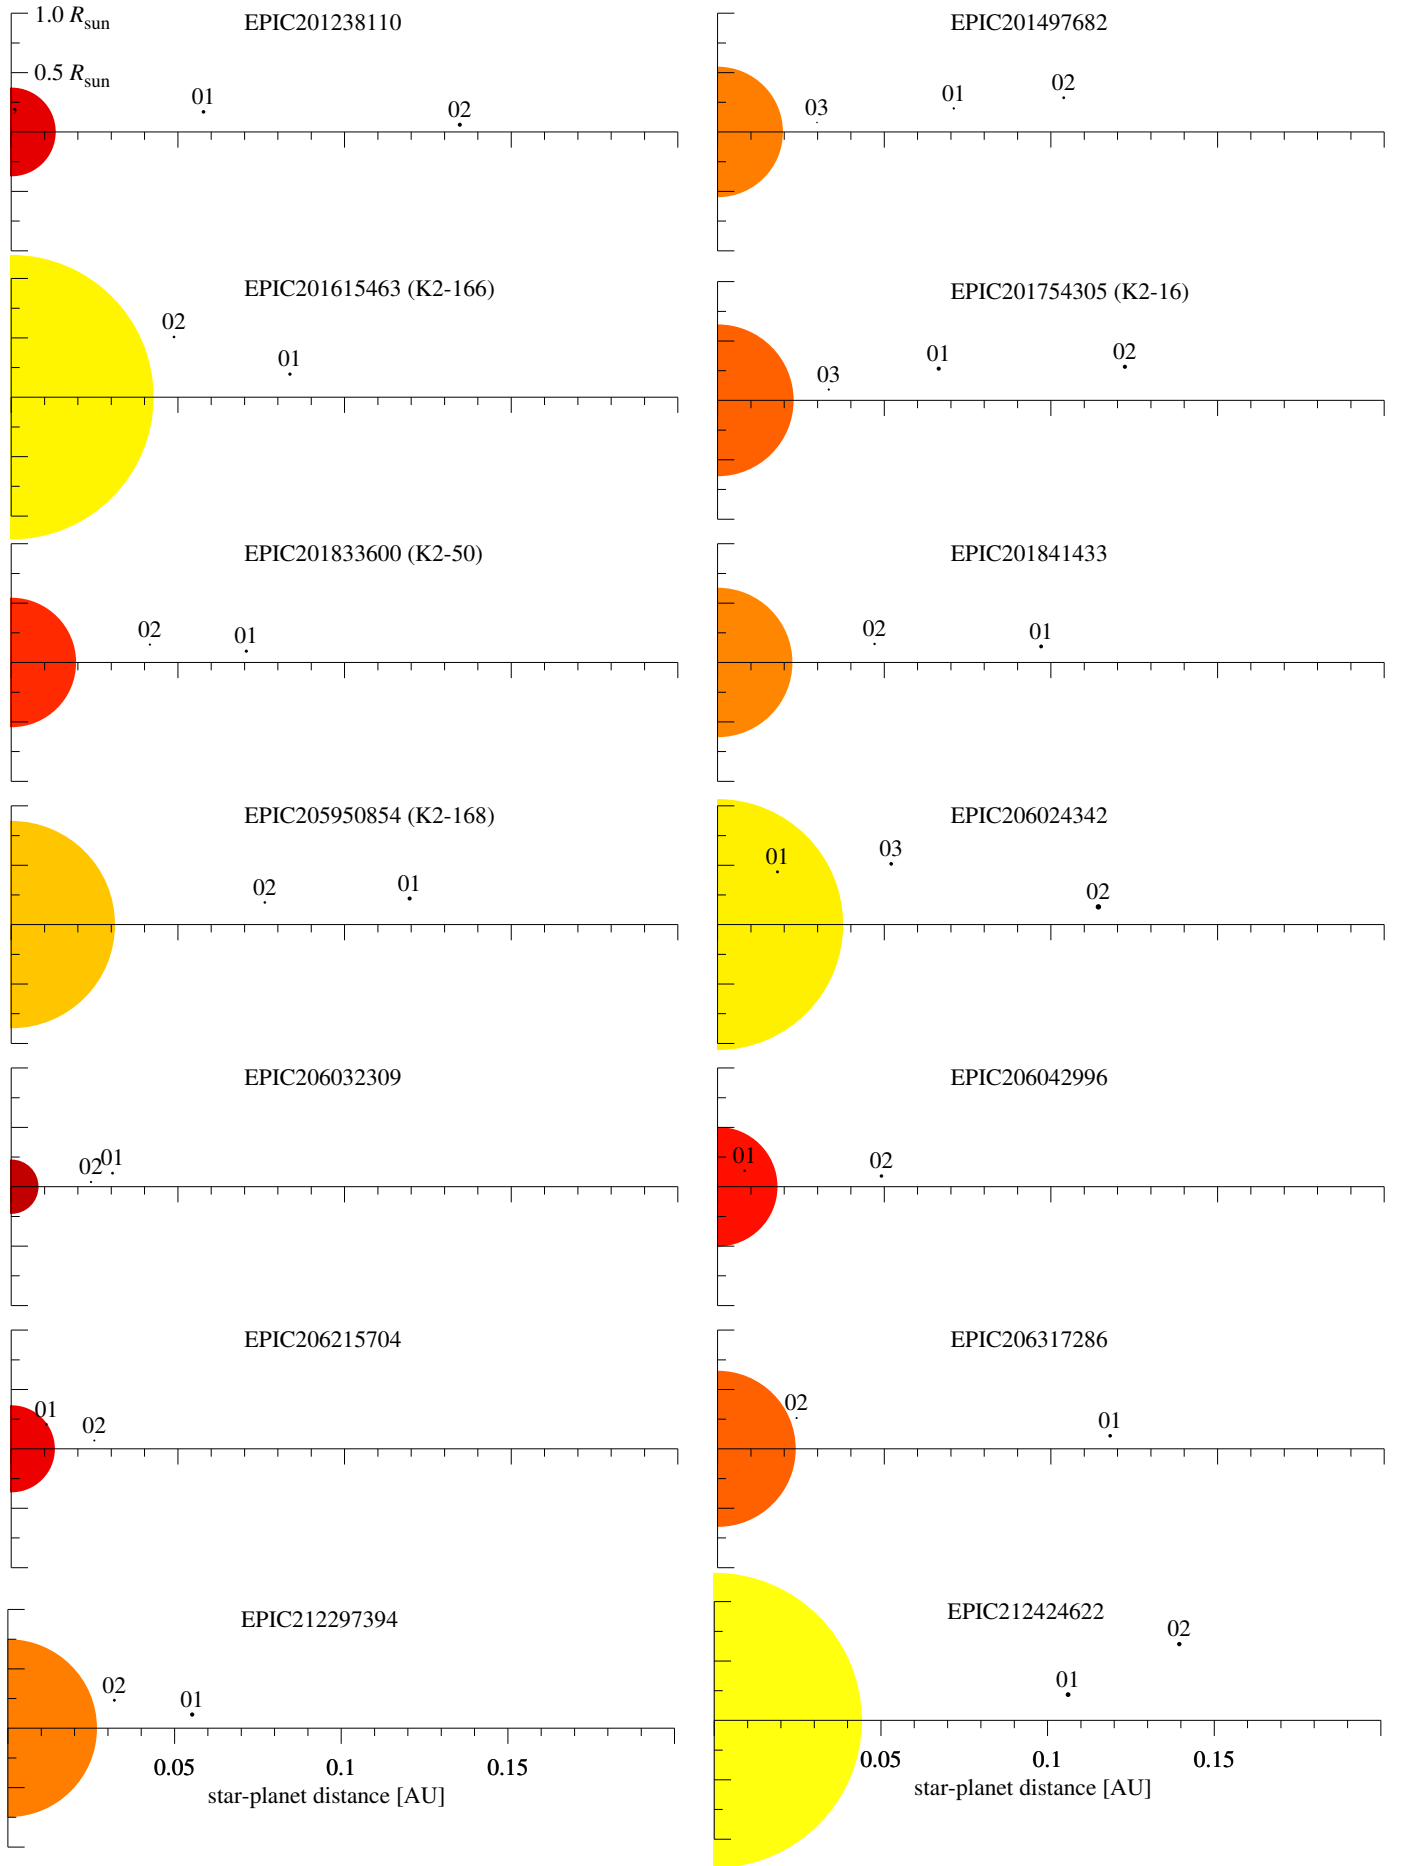 1.0 Rsun
EPIC201238110
0.5 Rsun
01
02
EPIC201497682
03
01
02
EPIC201615463 (K2-166)
02
01
EPIC201754305 (K2-16)
03
01
02
EPIC201833600 (K2-50)
02
01
EPIC201841433
02
01
EPIC205950854 (K2-168)
02
01
EPIC206024342
01
03
02
EPIC206032309
02
01
EPIC206042996
01
02
EPIC206215704
01
02
EPIC206317286
02
01
EPIC212297394
02
01
0.05
0.1
0.15
star-planet distance [AU]
EPIC212424622
02
01
0.05
0.1
0.15
star-planet distance [AU]